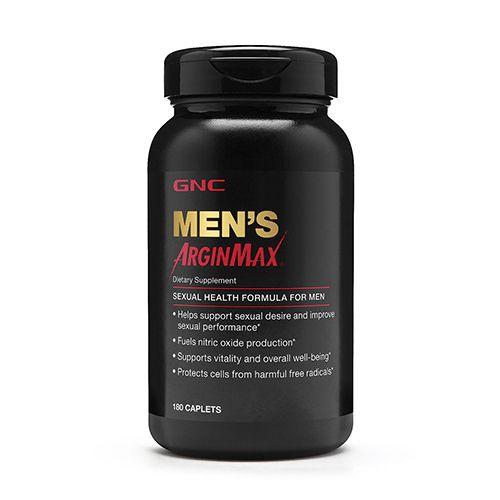 GNC
MEN'S
ARGINMAX®
Dietary Supplement
SEXUAL HEALTH FORMULA FOR MEN
• Helps support sexual desire and improve
sexual performance*
• Fuels nitric oxide production*
• Supports vitality and overall well-being*
• Protects cells from harmful free radicals*
180 CAPLETS